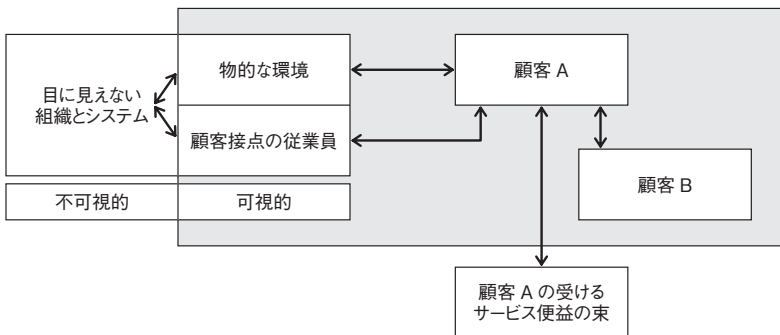 目に見えない
組織とシステム
物的な環境
顧客接点の従業員
不可視的
可視的
顧客 A
顧客 B
顧客 A の受ける
サービス便益の束